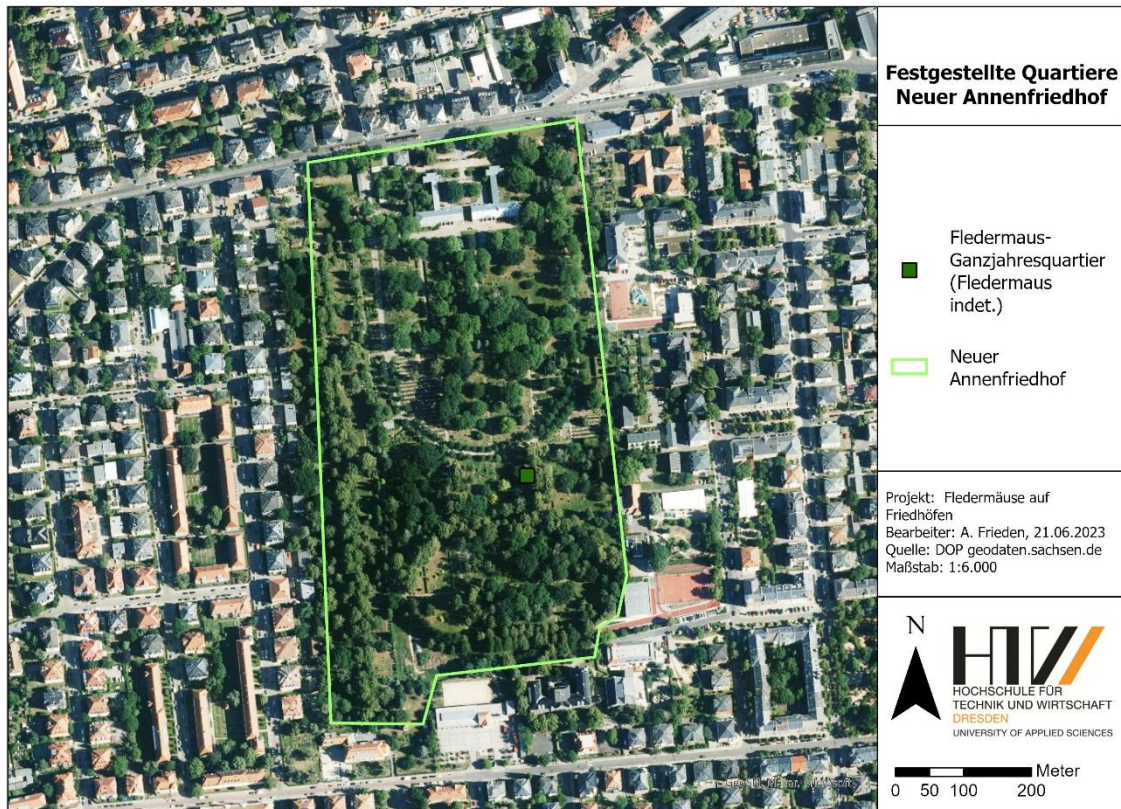 Festgestellte Quartiere
Neuer Annenfriedhof
Fledermaus-
Ganzjahresquartier
(Fledermaus
indet.)
Neuer
Annenfriedhof
Projekt: Fledermäuse auf
Friedhöfen
Bearbeiter: A. Frieden, 21.06.2023
Quelle: DOP geodaten.sachsen.de
Maßstab: 1:6.000
N
HTW
HOCHSCHULE FÜR
TECHNIK UND WIRTSCHAFT
DRESDEN
UNIVERSITY OF APPLIED SCIENCES
Meter
0 50 100 200